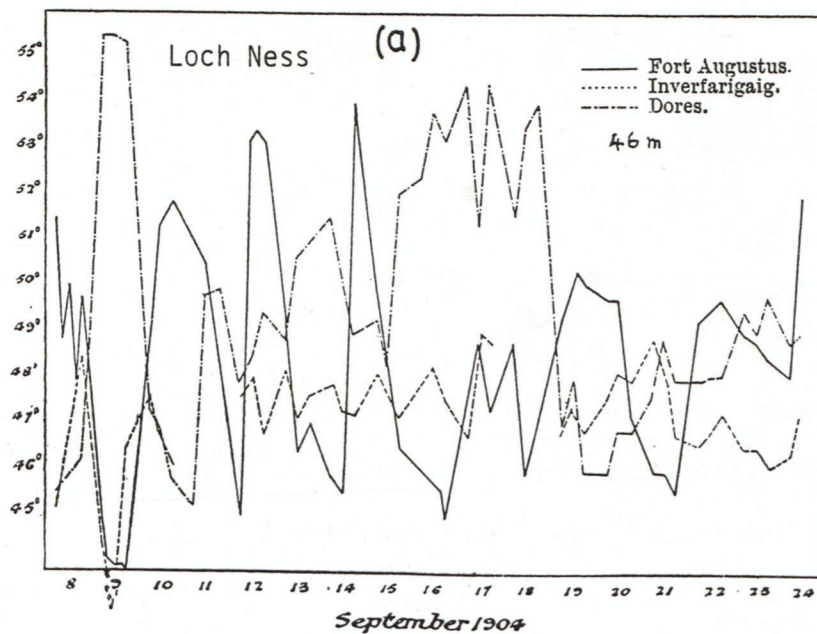 (a)
Loch Ness
Fort Augustus.
Inverfarigaig.
Dores.
46 m
55°
54°
53°
52°
51°
50°
49°
48°
47°
46°
45°
8 9 10 11 12 13 14 15 16 17 18 19 20 21 22 23 24
September 1904